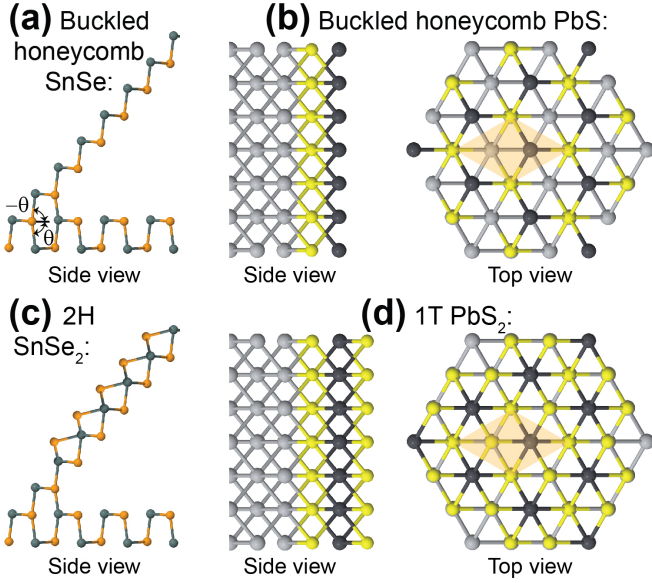 (a) Buckled
honeycomb
SnSe:
−θ
θ
Side view
(b) Buckled honeycomb PbS:
Side view
Top view
(c) 2H
SnSe₂:
Side view
(d) 1T PbS₂:
Side view
Top view